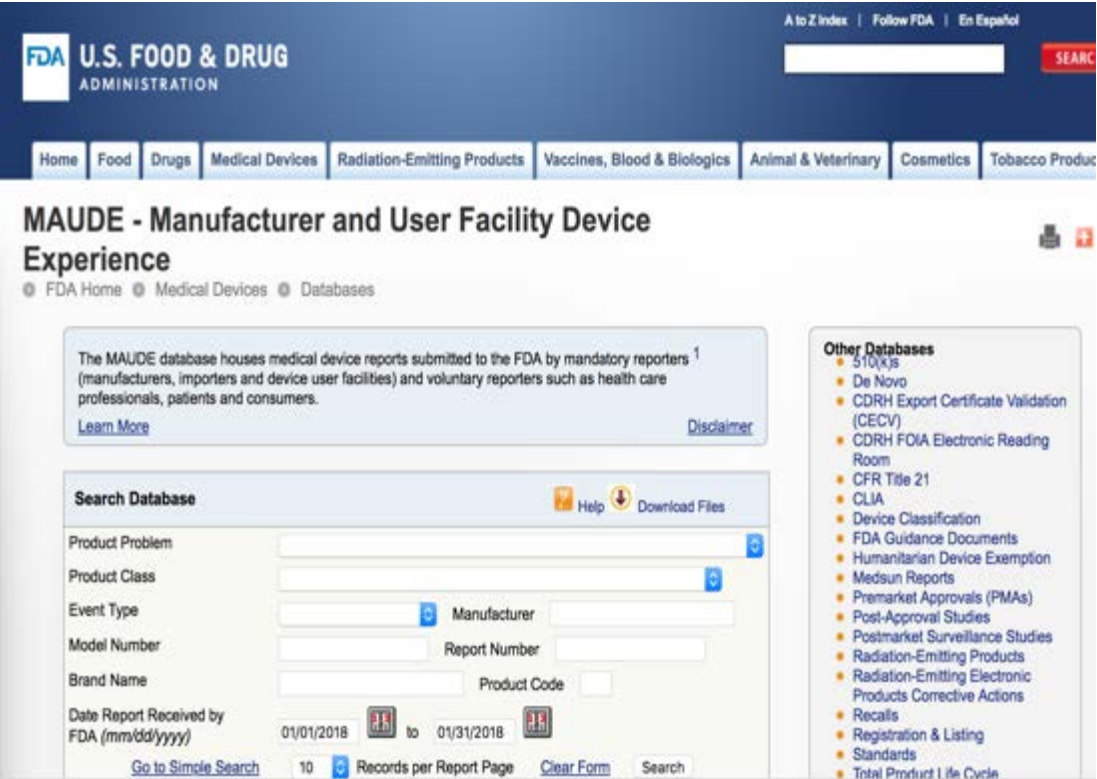 A to Z Index | Follow FDA | En Español
FDA U.S. FOOD & DRUG
ADMINISTRATION
SEARC
Home Food Drugs Medical Devices Radiation-Emitting Products Vaccines, Blood & Biologics Animal & Veterinary Cosmetics Tobacco Produc
MAUDE - Manufacturer and User Facility Device
Experience
FDA Home Medical Devices Databases
The MAUDE database houses medical device reports submitted to the FDA by mandatory reporters 1
(manufacturers, importers and device user facilities) and voluntary reporters such as health care
professionals, patients and consumers.
Learn More Disclaimer
Search Database Help Download Files
Product Problem
Product Class
Event Type Manufacturer
Model Number Report Number
Brand Name Product Code
Date Report Received by
FDA (mm/dd/yyyy) 01/01/2018 to 01/31/2018
Go to Simple Search 10 Records per Report Page Clear Form Search
Other Databases
510(k)s
De Novo
CDRH Export Certificate Validation
(CECV)
CDRH FOIA Electronic Reading
Room
CFR Title 21
CLIA
Device Classification
FDA Guidance Documents
Humanitarian Device Exemption
Medsun Reports
Premarket Approvals (PMAs)
Post-Approval Studies
Postmarket Surveillance Studies
Radiation-Emitting Products
Radiation-Emitting Electronic
Products Corrective Actions
Recalls
Registration & Listing
Standards
Total Product Life Cycle